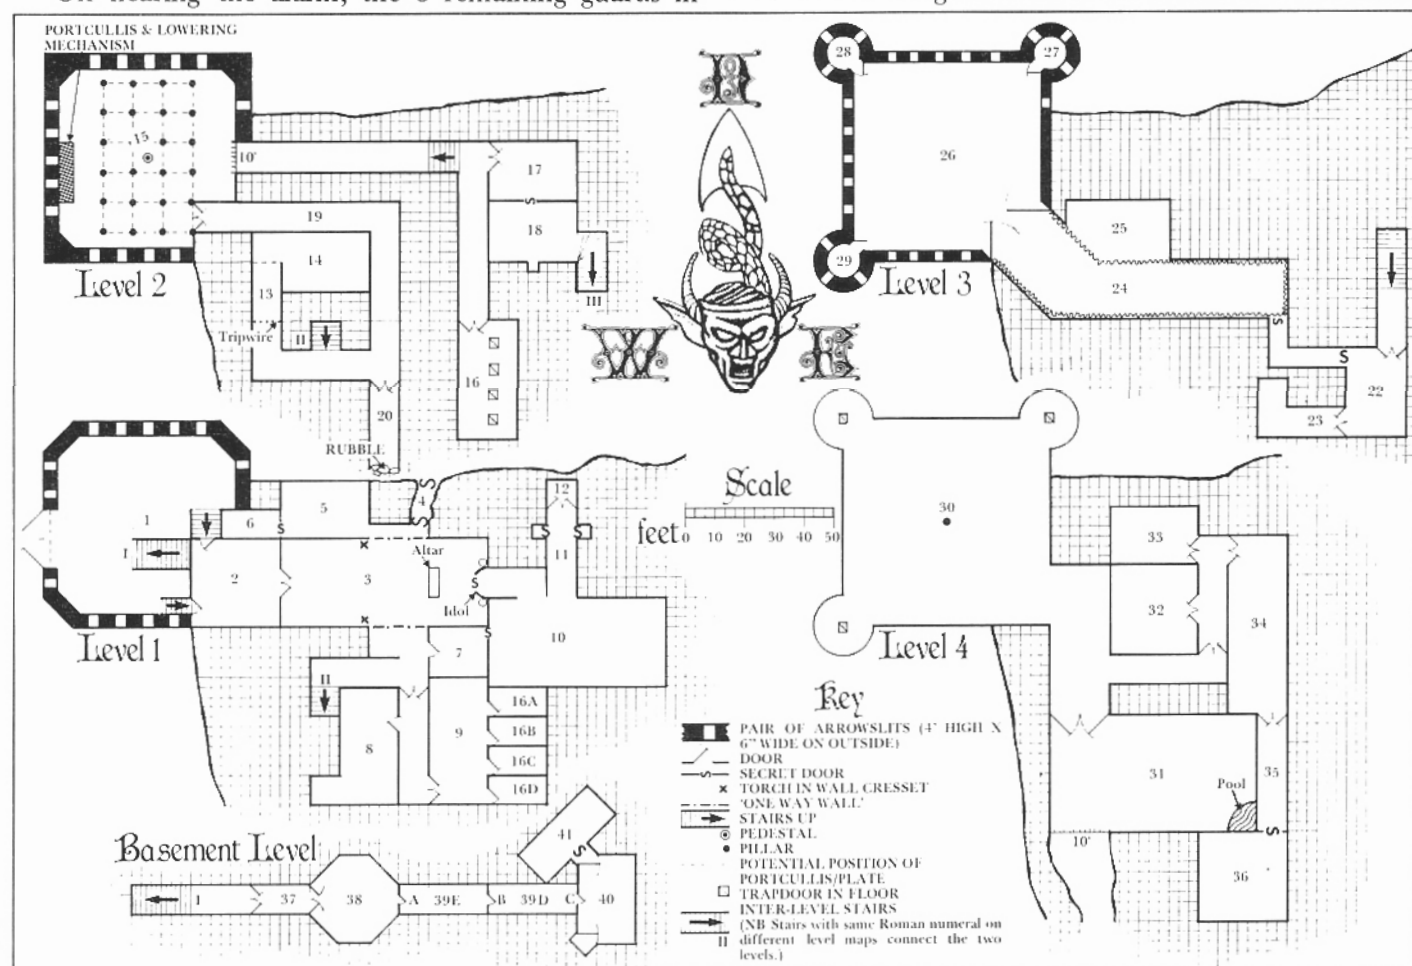 PORTCULLIS & LOWERING
MECHANISM
15
10'
17
18
19
14
13
Tripwire
II
III
16
20
RUBBLE
Level 2
W
E
28
27
26
29
25
24
22
23
Level 3
S
1
I
2
3
4
5
6
Altar
Idol
7
8
9
10
11
12
16A
16B
16C
16D
II
Level 1
Scale
feet
0 10 20 30 40 50
30
31
32
33
34
35
36
Pool
10'
Level 4
Basement Level
I
37
38
A
39E
B
39D
C
40
41
Key
PAIR OF ARROWSLITS (4' HIGH X
6" WIDE ON OUTSIDE)
DOOR
SECRET DOOR
TORCH IN WALL CRESSET
'ONE WAY WALL'
STAIRS UP
PEDESTAL
PILLAR
POTENTIAL POSITION OF
PORTCULLIS/PLATE
TRAPDOOR IN FLOOR
INTER-LEVEL STAIRS
(NB Stairs with same Roman numeral on
II different level maps connect the two
levels.)